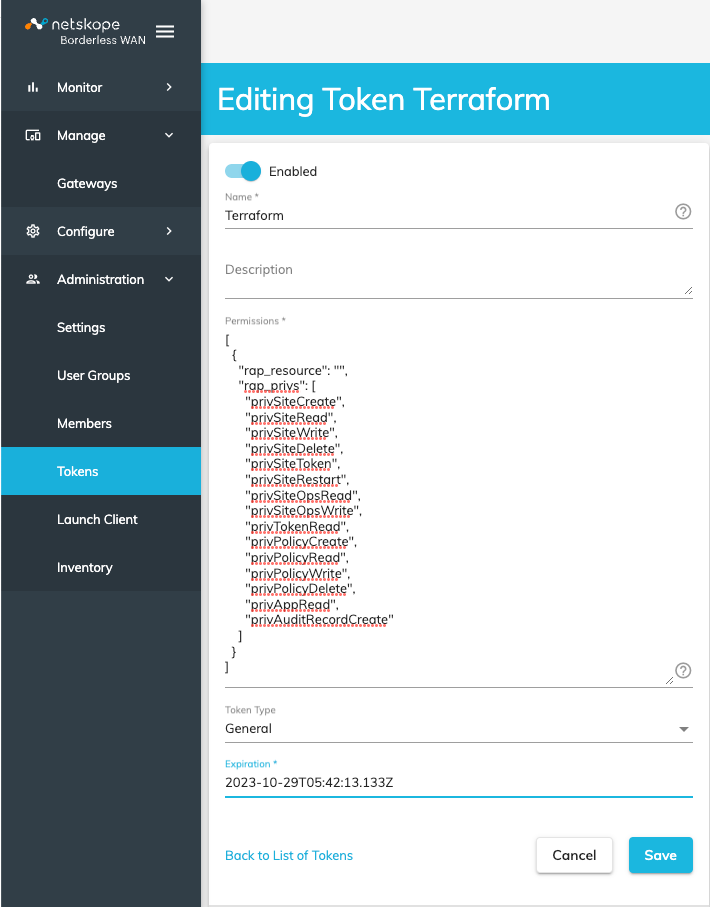 netskope
Borderless WAN
Monitor
Manage
Gateways
Configure
Administration
Settings
User Groups
Members
Tokens
Launch Client
Inventory
Editing Token Terraform
Enabled
Name *
Terraform
Description
Permissions *
[
{
"rap_resource": "",
"rap_privs": [
"privSiteCreate",
"privSiteRead",
"privSiteWrite",
"privSiteDelete",
"privSiteToken",
"privSiteRestart",
"privSiteOpsRead",
"privSiteOpsWrite",
"privTokenRead",
"privPolicyCreate",
"privPolicyRead",
"privPolicyWrite",
"privPolicyDelete",
"privAppRead",
"privAuditRecordCreate"
]
}
]
Token Type
General
Expiration *
2023-10-29T05:42:13.133Z
Back to List of Tokens
Cancel
Save